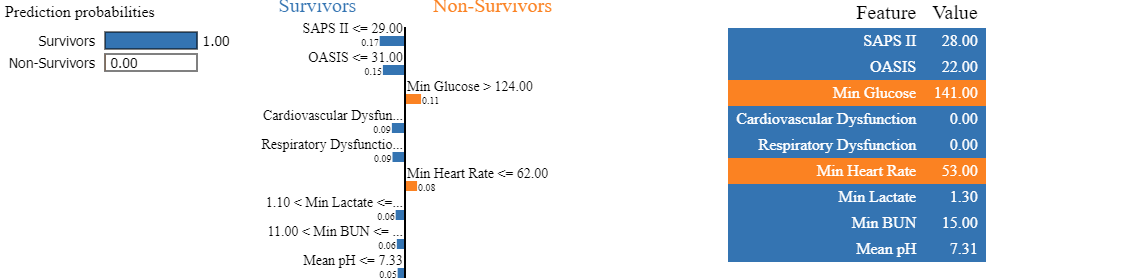 Prediction probabilities
Survivors 1.00
Non-Survivors 0.00
Survivors Non-Survivors
SAPS II <= 29.00
0.17
OASIS <= 31.00
0.15
Min Glucose > 124.00
0.11
Cardiovascular Dysfun...
0.09
Respiratory Dysfunctio...
0.09
Min Heart Rate <= 62.00
0.08
1.10 < Min Lactate <=...
0.06
11.00 < Min BUN <= ...
0.06
Mean pH <= 7.33
0.05
Feature Value
SAPS II 28.00
OASIS 22.00
Min Glucose 141.00
Cardiovascular Dysfunction 0.00
Respiratory Dysfunction 0.00
Min Heart Rate 53.00
Min Lactate 1.30
Min BUN 15.00
Mean pH 7.31